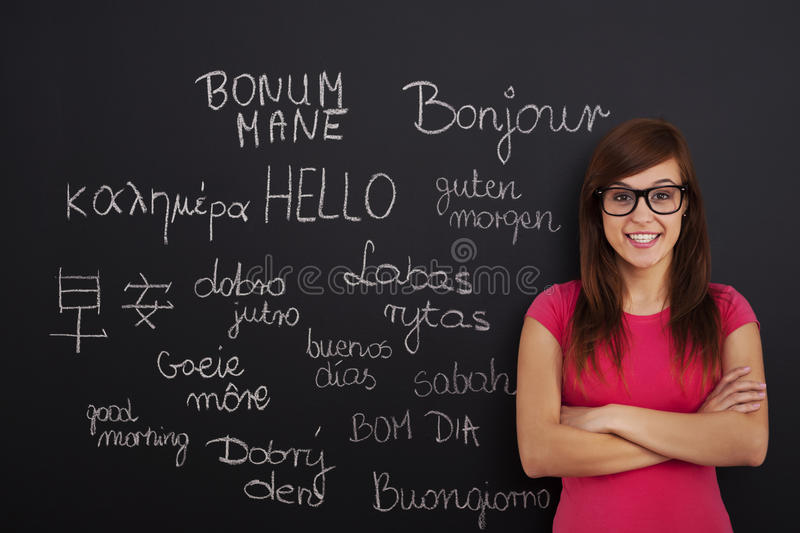 BONUM
MANE
Bonjour
καλημέρα
HELLO
guten
morgen
早安
dobro
jutro
Labas
rytas
Goeie
môre
buenos
días
sabah
good
morning
BOM DIA
Dobrý
den
Buongiorno
dreamstime